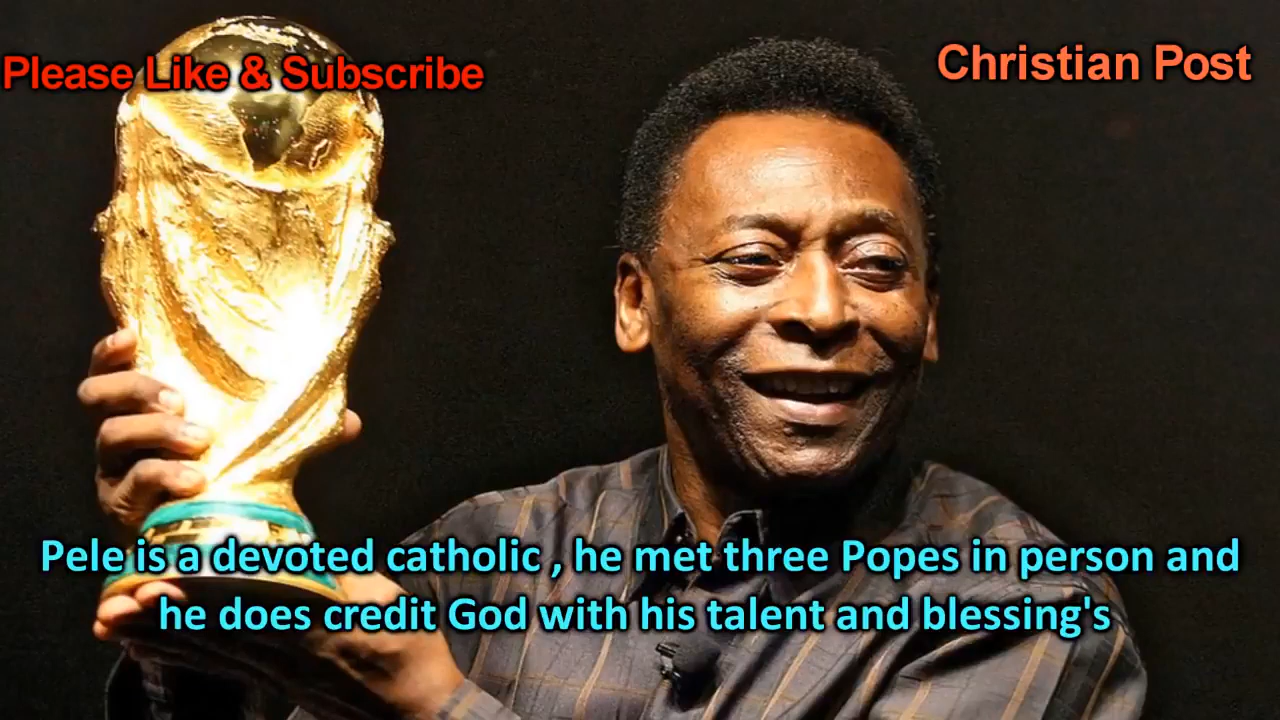 Please Like & Subscribe
Christian Post
Pele is a devoted catholic , he met three Popes in person and
he does credit God with his talent and blessing's